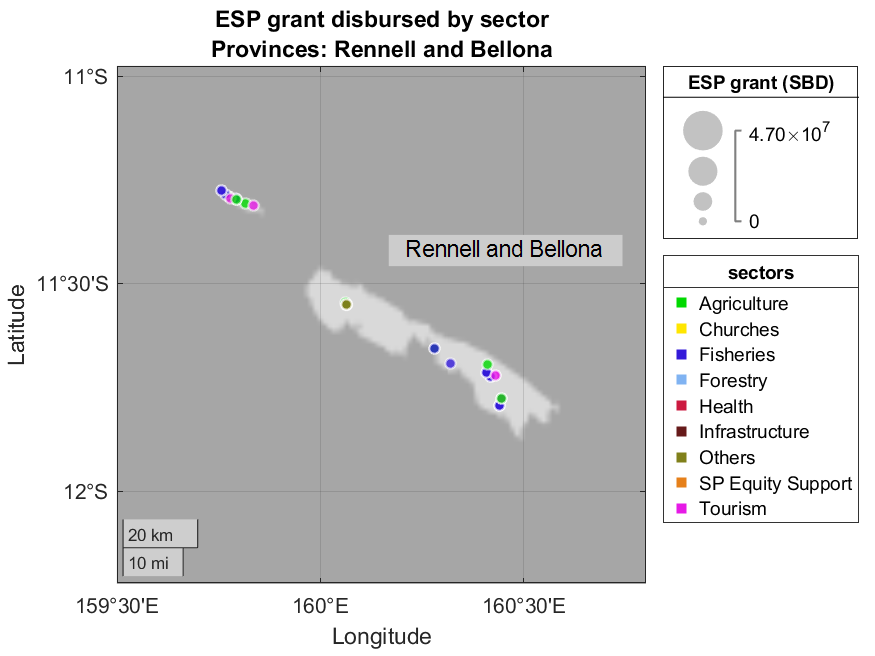 ESP grant disbursed by sector
Provinces: Rennell and Bellona
11°S
11°30'S
12°S
Latitude
Rennell and Bellona
20 km
10 mi
159°30'E
160°E
160°30'E
Longitude
ESP grant (SBD)
4.70×10⁷
0
sectors
Agriculture
Churches
Fisheries
Forestry
Health
Infrastructure
Others
SP Equity Support
Tourism